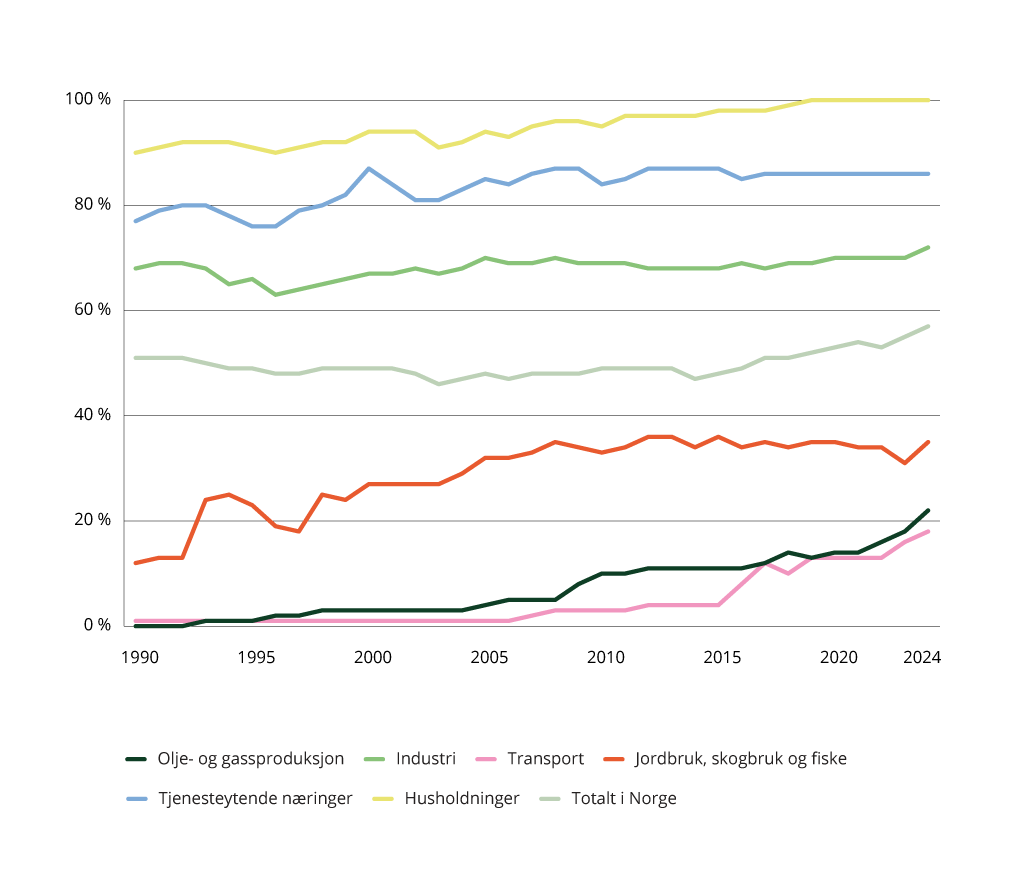 100 %
80 %
60 %
40 %
20 %
0 %
1990 1995 2000 2005 2010 2015 2020 2024
Olje- og gassproduksjon Industri Transport Jordbruk, skogbruk og fiske
Tjenesteytende næringer Husholdninger Totalt i Norge